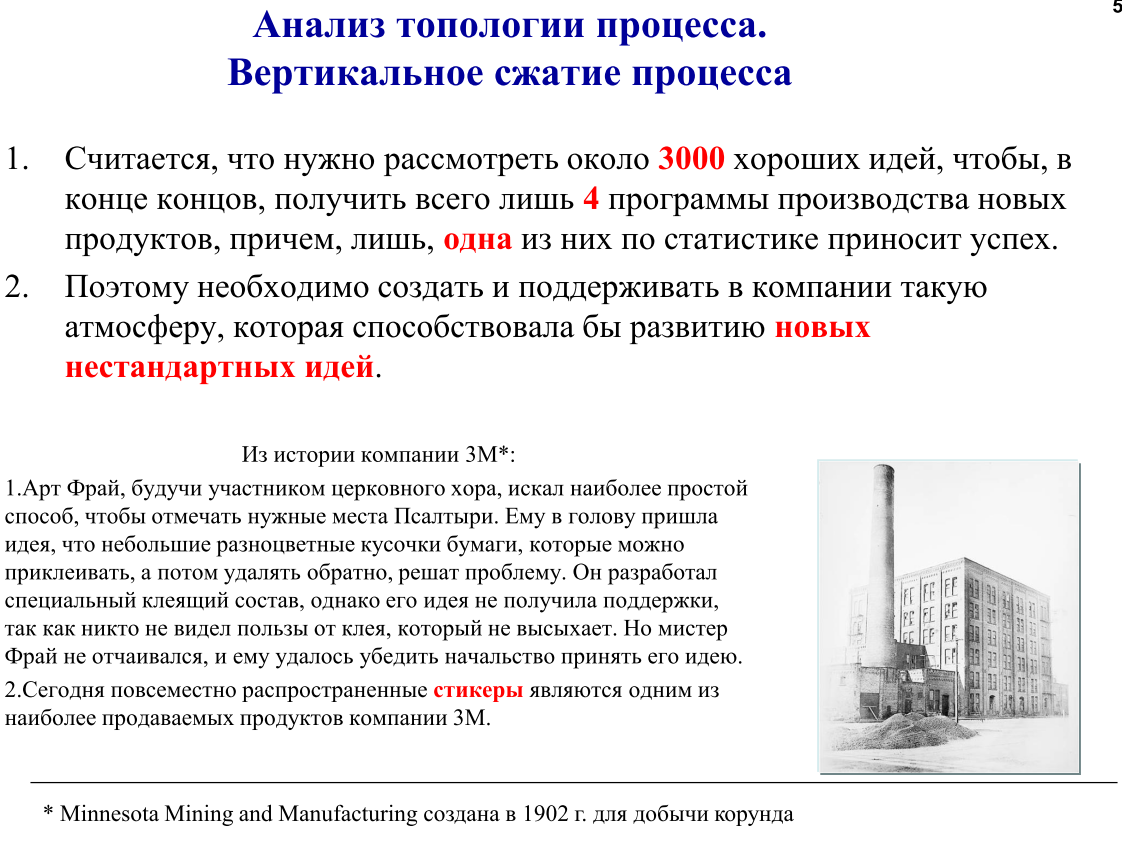 5
Анализ топологии процесса.
Вертикальное сжатие процесса
1. Считается, что нужно рассмотреть около 3000 хороших идей, чтобы, в
конце концов, получить всего лишь 4 программы производства новых
продуктов, причем, лишь, одна из них по статистике приносит успех.
2. Поэтому необходимо создать и поддерживать в компании такую
атмосферу, которая способствовала бы развитию новых
нестандартных идей.
Из истории компании 3M*:
1.Арт Фрай, будучи участником церковного хора, искал наиболее простой
способ, чтобы отмечать нужные места Псалтыри. Ему в голову пришла
идея, что небольшие разноцветные кусочки бумаги, которые можно
приклеивать, а потом удалять обратно, решат проблему. Он разработал
специальный клеящий состав, однако его идея не получила поддержки,
так как никто не видел пользы от клея, который не высыхает. Но мистер
Фрай не отчаивался, и ему удалось убедить начальство принять его идею.
2.Сегодня повсеместно распространенные стикеры являются одним из
наиболее продаваемых продуктов компании 3M.
* Minnesota Mining and Manufacturing создана в 1902 г. для добычи корунда